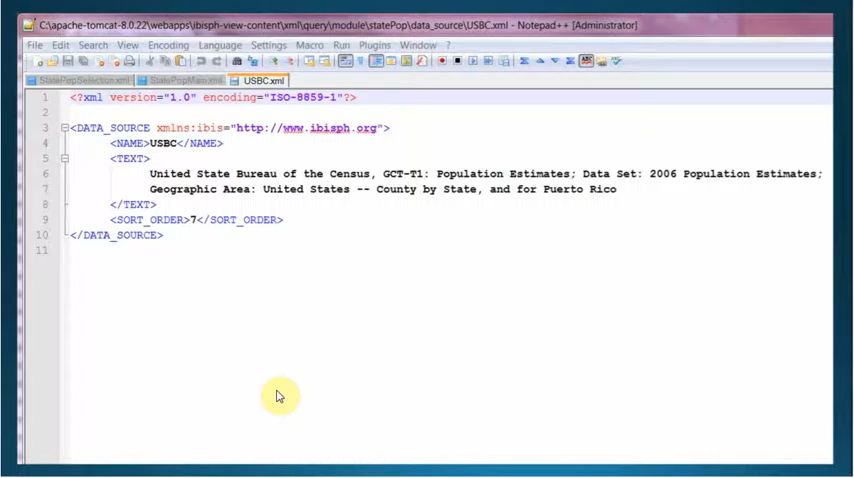 C:\apache-tomcat-8.0.22\webapps\ibisph-view-content\xml\query\module\statePop\data_source\USBC.xml - Notepad++ [Administrator]
File Edit Search View Encoding Language Settings Macro Run Plugins Window ?
StatePopSelection.xml StatePopMain.xml USBC.xml
1 <?xml version="1.0" encoding="ISO-8859-1"?>
2
3 <DATA_SOURCE xmlns:ibis="http://www.ibisph.org">
4 <NAME>USBC</NAME>
5 <TEXT>
6 United State Bureau of the Census, GCT-T1: Population Estimates; Data Set: 2006 Population Estimates;
7 Geographic Area: United States -- County by State, and for Puerto Rico
8 </TEXT>
9 <SORT_ORDER>7</SORT_ORDER>
10 </DATA_SOURCE>
11